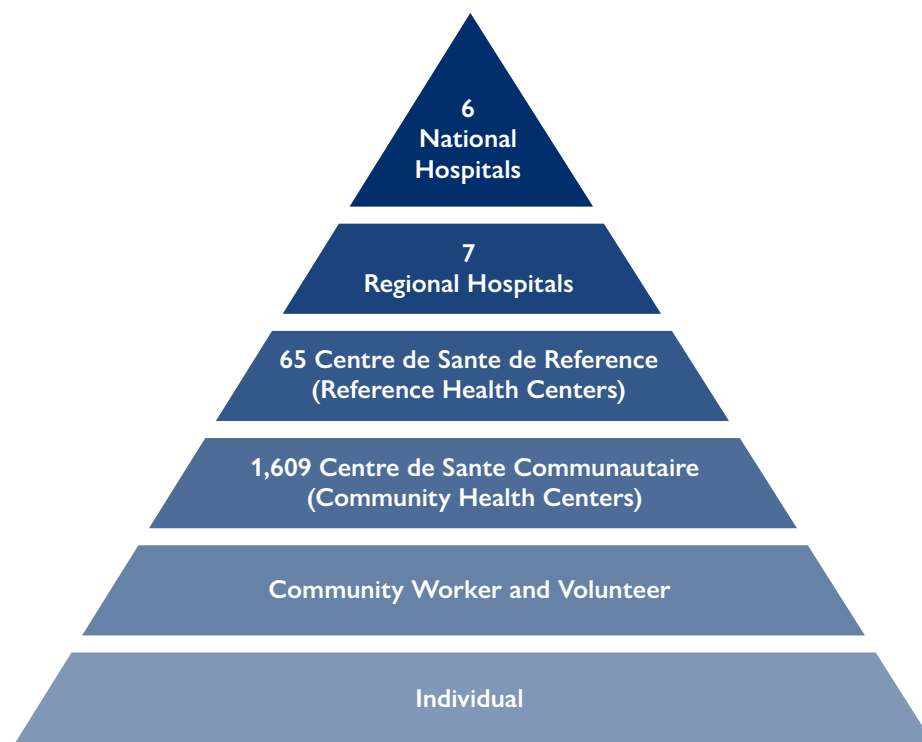 6
National
Hospitals
7
Regional Hospitals
65 Centre de Sante de Reference
(Reference Health Centers)
1,609 Centre de Sante Communautaire
(Community Health Centers)
Community Worker and Volunteer
Individual